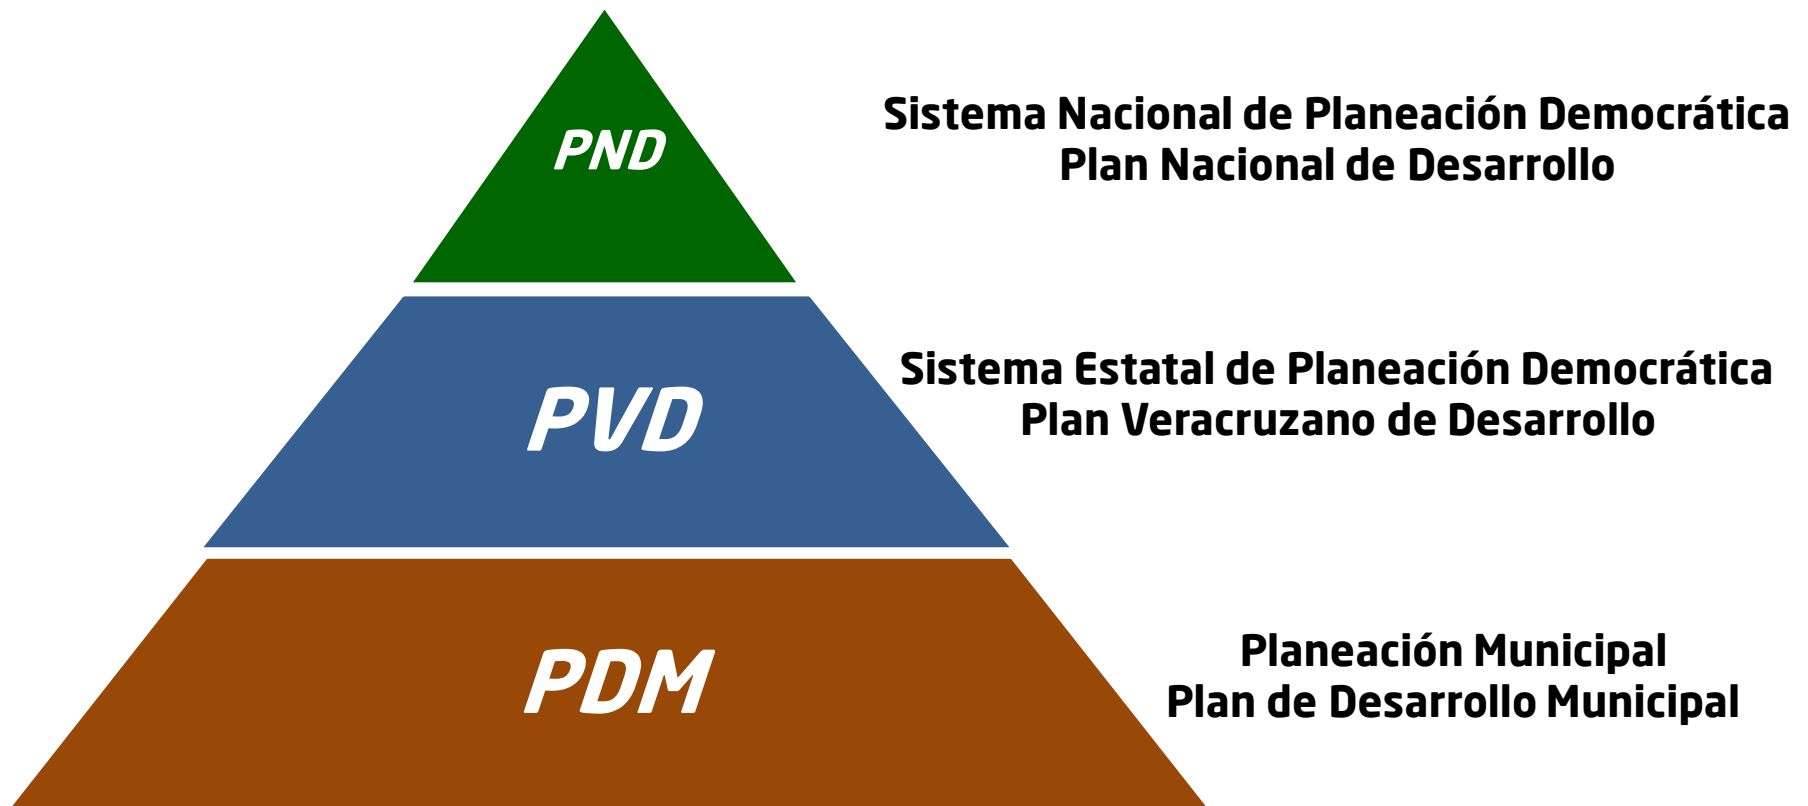 PND
Sistema Nacional de Planeación Democrática
Plan Nacional de Desarrollo
PVD
Sistema Estatal de Planeación Democrática
Plan Veracruzano de Desarrollo
PDM
Planeación Municipal
Plan de Desarrollo Municipal